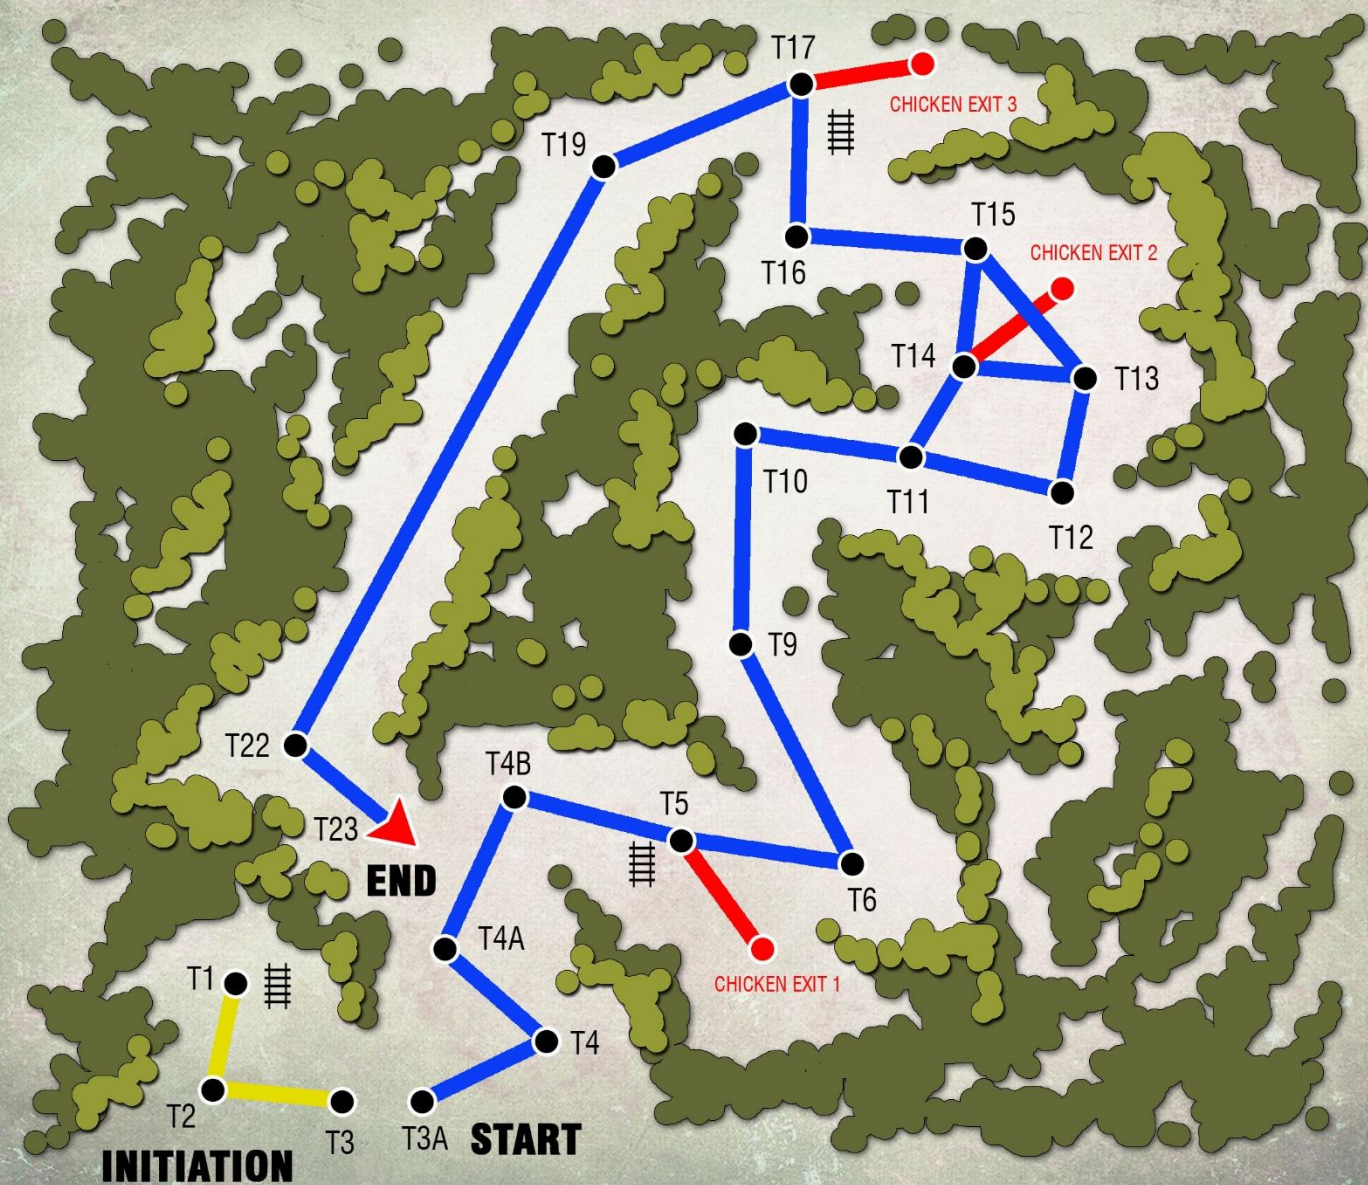 T17
CHICKEN EXIT 3
T19
T15
T16
CHICKEN EXIT 2
T14
T13
T10
T11
T12
T9
T22
T4B
T5
T23
END
T6
T4A
T1
CHICKEN EXIT 1
T4
T2
T3
T3A
START
INITIATION